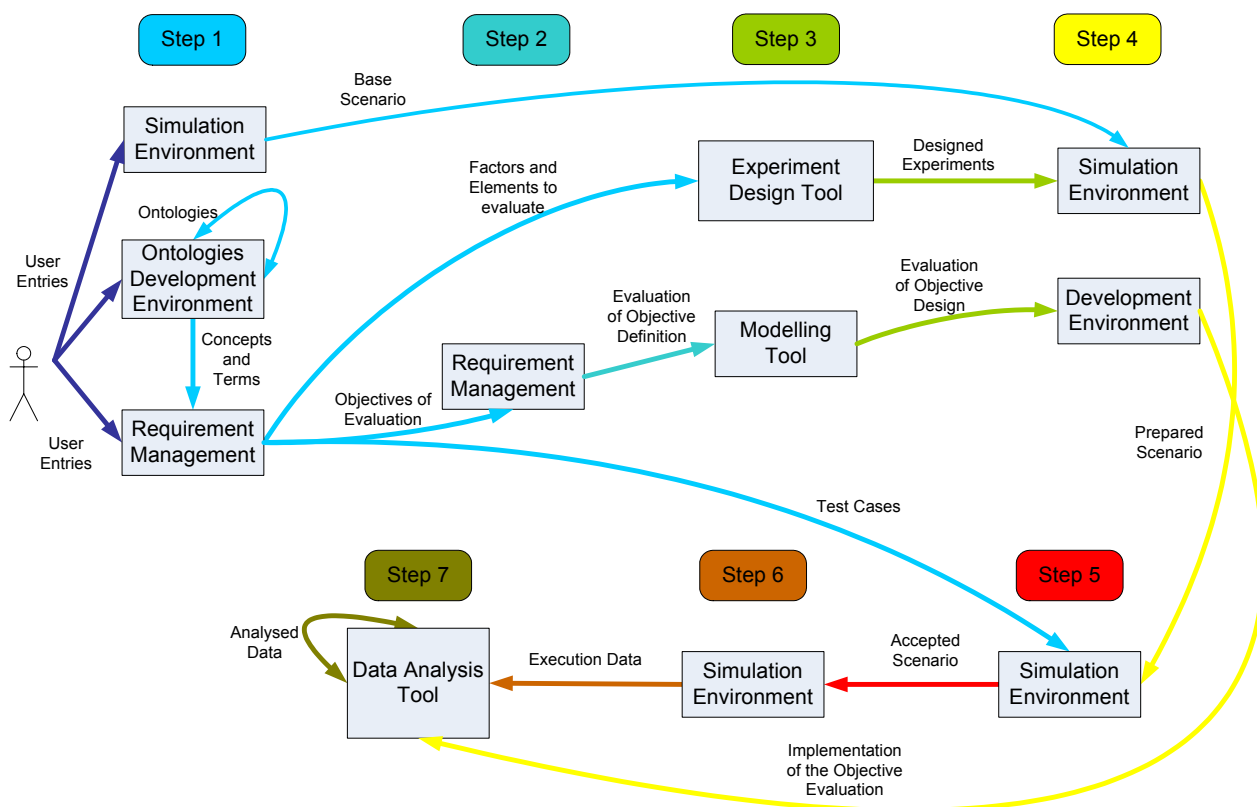 Step 1
Step 2
Step 3
Step 4
Base
Scenario
Simulation
Environment
Factors and
Elements to
evaluate
Experiment
Design Tool
Designed
Experiments
Simulation
Environment
Ontologies
User
Entries
Ontologies
Development
Environment
Evaluation
of Objective
Definition
Modelling
Tool
Evaluation
of Objective
Design
Development
Environment
Concepts
and
Terms
Requirement
Management
Objectives of
Evaluation
User
Entries
Requirement
Management
Prepared
Scenario
Test Cases
Step 7
Step 6
Step 5
Analysed
Data
Data Analysis
Tool
Execution Data
Simulation
Environment
Accepted
Scenario
Simulation
Environment
Implementation
of the Objective
Evaluation